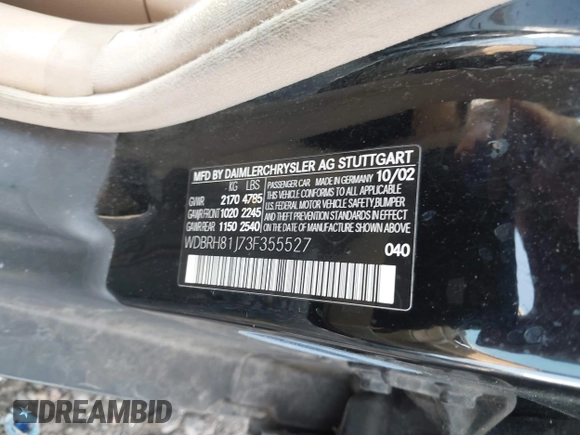 MFD BY DAIMLERCHRYSLER AG STUTTGART
KG LBS PASSENGER CAR MADE IN GERMANY 10/02
GVWR 2170 4785 THIS VEHICLE CONFORMS TO ALL APPLICABLE
GAWR FRONT 1020 2245 U.S. FEDERAL MOTOR VEHICLE SAFETY, BUMPER
GAWR REAR 1150 2540 AND THEFT PREVENTION STANDARDS IN EFFECT
ON THE DATE OF MANUFACTURE SHOWN ABOVE.
WDBRH81J73F355527 040
DREAMBID